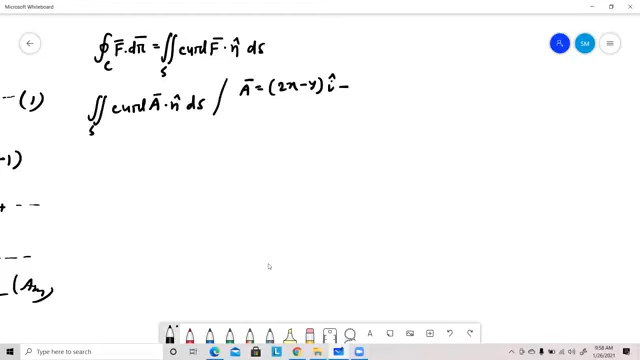 Microsoft Whiteboard
∮_C F̄·dr̄ = ∬_S curl F̄·n̂ ds
SM
--- (1)
∬_S curl Ā·n̂ ds / Ā = (2x-y) î -
-1)
+ --
---
Type here to search
9:58 AM
1/26/2021